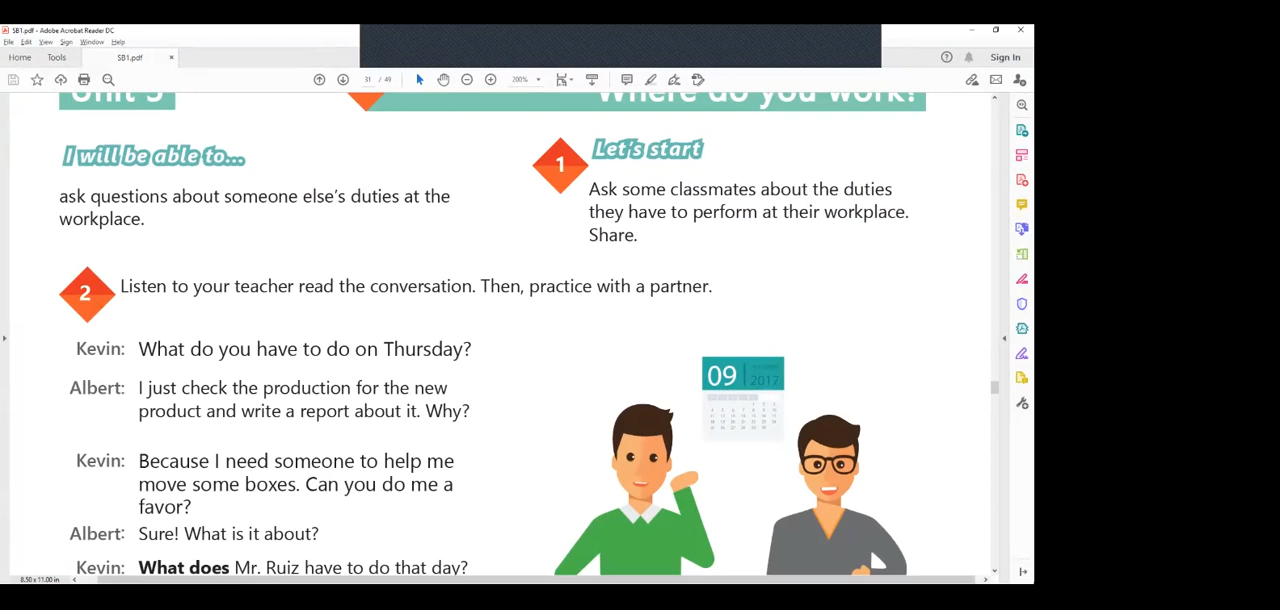 SB1.pdf - Adobe Acrobat Reader DC
File Edit View Sign Window Help
Home Tools SB1.pdf × Sign In
31 / 49 200%
Unit 5 Where do you work?
I will be able to...
ask questions about someone else's duties at the
workplace.
1 Let's start
Ask some classmates about the duties
they have to perform at their workplace.
Share.
2 Listen to your teacher read the conversation. Then, practice with a partner.
Kevin: What do you have to do on Thursday?
Albert: I just check the production for the new
product and write a report about it. Why?
Kevin: Because I need someone to help me
move some boxes. Can you do me a
favor?
Albert: Sure! What is it about?
Kevin: What does Mr. Ruiz have to do that day?
09 2017
8.50 x 11.00 in